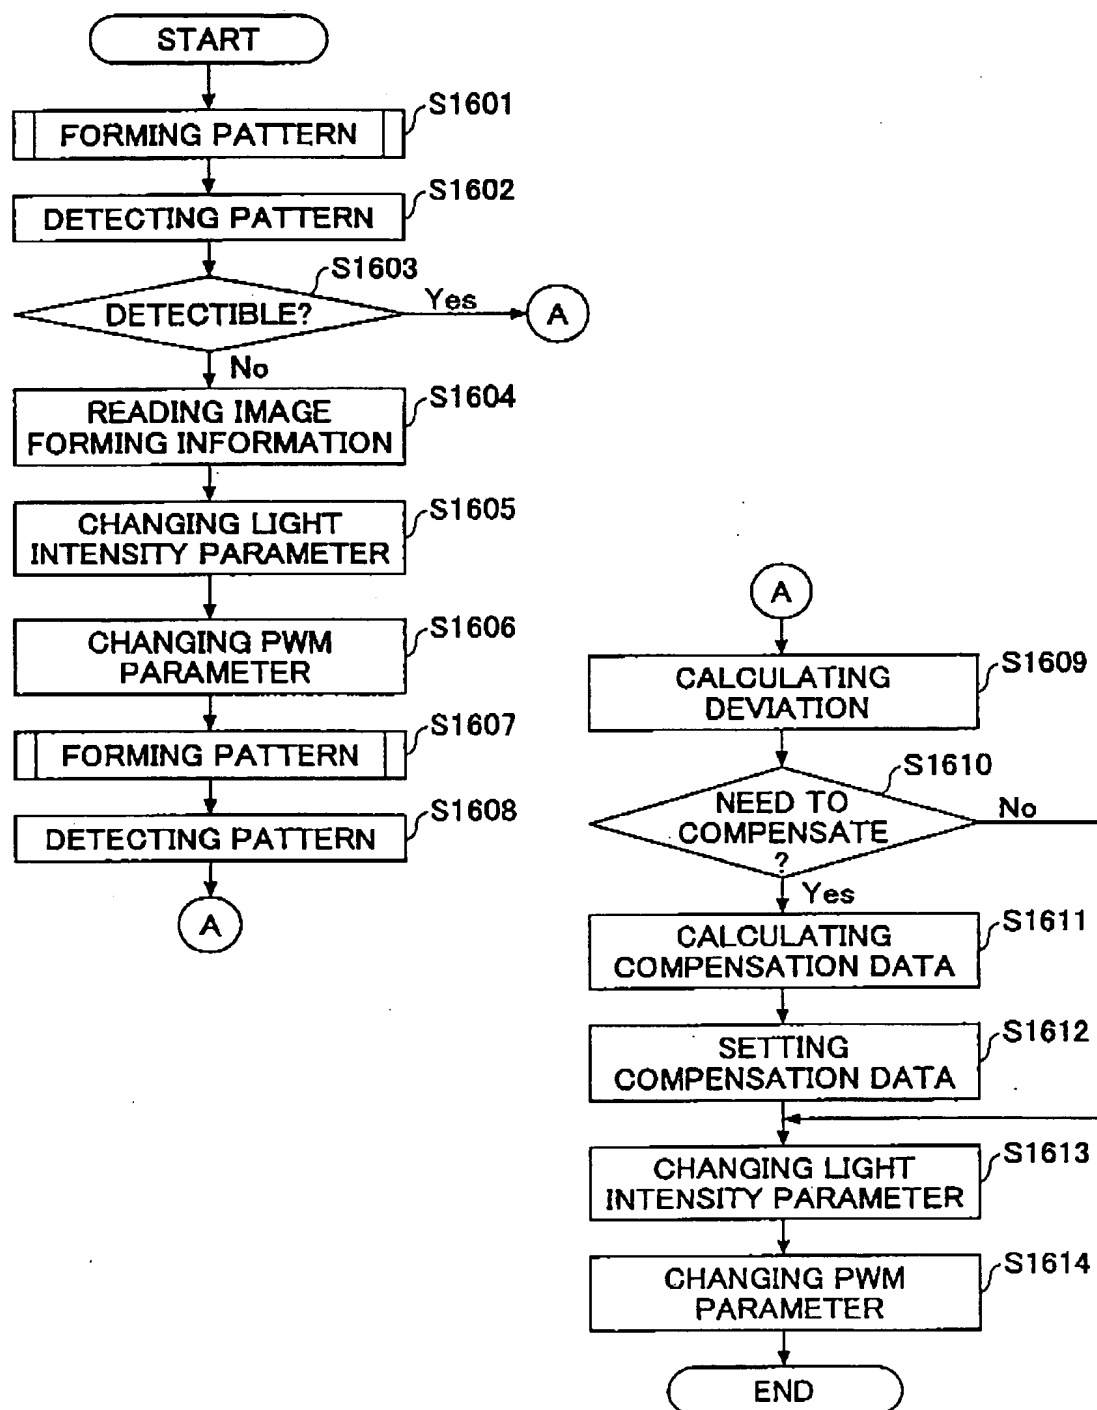 START
S1601
FORMING PATTERN
S1602
DETECTING PATTERN
S1603
DETECTIBLE?
Yes
A
No
S1604
READING IMAGE
FORMING INFORMATION
S1605
CHANGING LIGHT
INTENSITY PARAMETER
S1606
CHANGING PWM
PARAMETER
S1607
FORMING PATTERN
S1608
DETECTING PATTERN
A
A
S1609
CALCULATING
DEVIATION
S1610
NEED TO
COMPENSATE
?
No
Yes
S1611
CALCULATING
COMPENSATION DATA
S1612
SETTING
COMPENSATION DATA
S1613
CHANGING LIGHT
INTENSITY PARAMETER
S1614
CHANGING PWM
PARAMETER
END